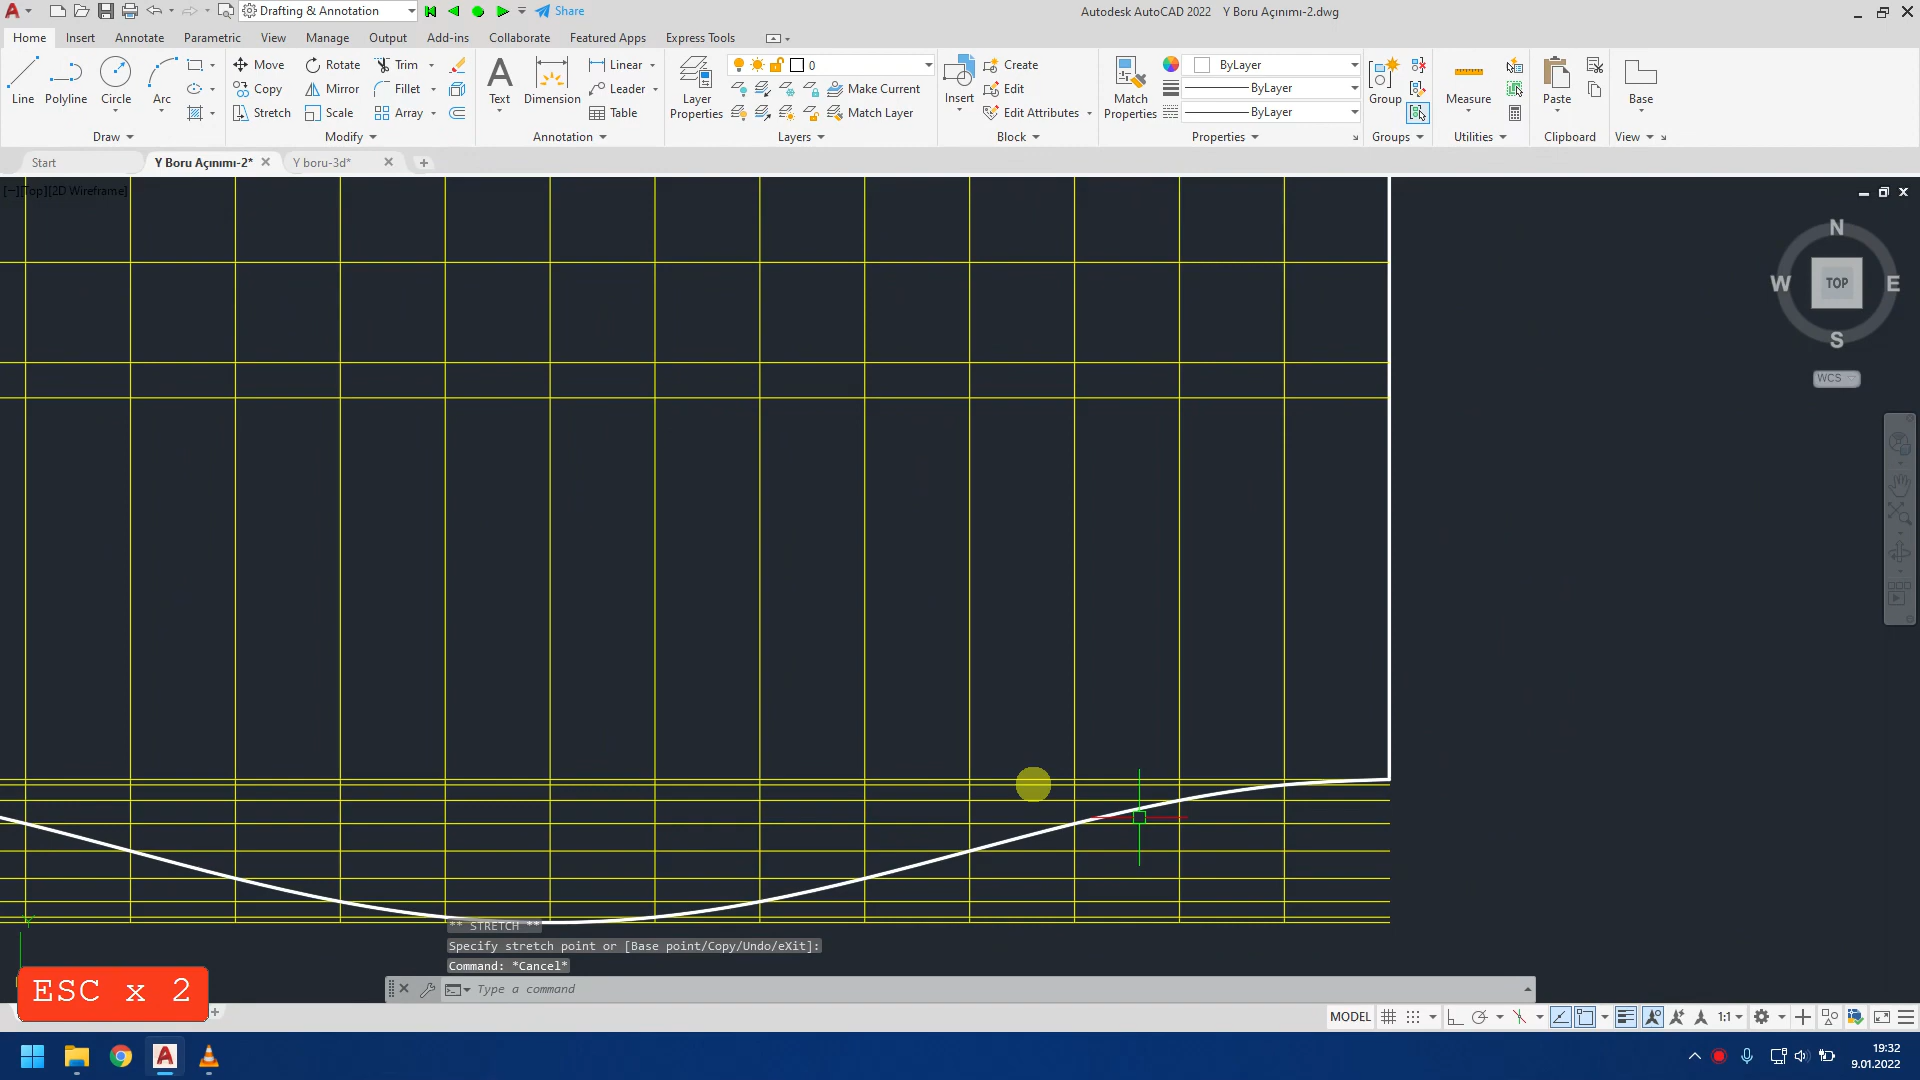 Drafting & Annotation
Share
Autodesk AutoCAD 2022 Y Boru Açınımı-2.dwg
Home Insert Annotate Parametric View Manage Output Add-ins Collaborate Featured Apps Express Tools
Line Polyline Circle Arc
Move Rotate Trim
Copy Mirror Fillet
Stretch Scale Array
Text Dimension
Linear
Leader
Table
Layer Properties
0
Make Current
Match Layer
Insert
Create
Edit
Edit Attributes
Match Properties
ByLayer
ByLayer
ByLayer
Group
Measure
Paste
Base
Draw Modify Annotation Layers Block Properties Groups Utilities Clipboard View
Start Y Boru Açınımı-2* Y boru-3d*
[−][Top][2D Wireframe]
N
W TOP E
S
WCS
Y
** STRETCH **
Specify stretch point or [Base point/Copy/Undo/eXit]:
Command: *Cancel*
Type a command
ESC x 2
MODEL 1:1
19:32
9.01.2022